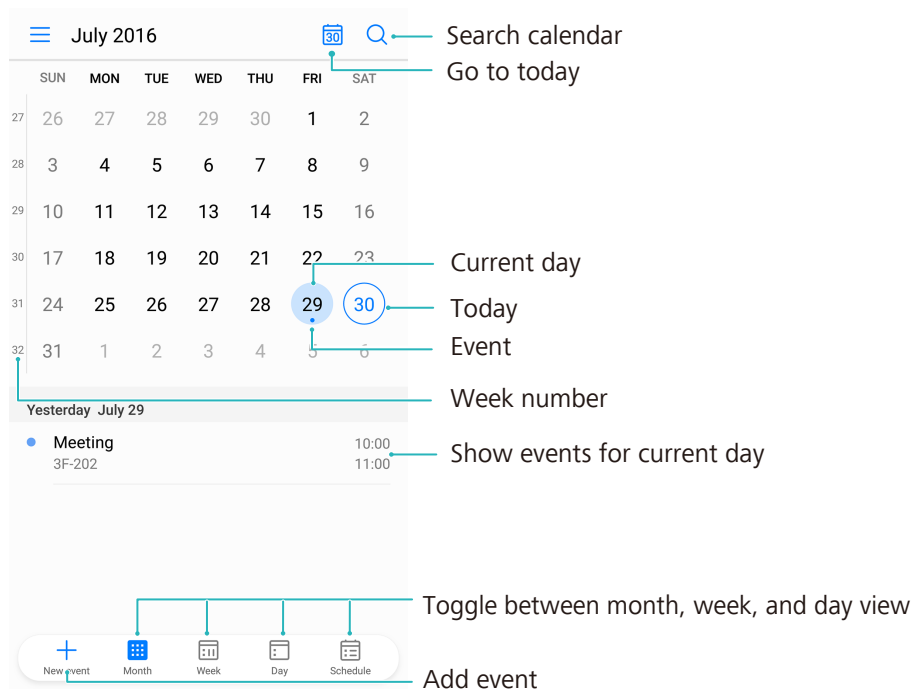 July 2016 30 Search calendar
Go to today
SUN MON TUE WED THU FRI SAT
27 26 27 28 29 30 1 2
28 3 4 5 6 7 8 9
29 10 11 12 13 14 15 16
30 17 18 19 20 21 22 23
Current day
31 24 25 26 27 28 29 30 Today
Event
32 31 1 2 3 4 5 6
Week number
Yesterday July 29
Meeting 10:00
3F-202 11:00
Show events for current day
Toggle between month, week, and day view
New event Month Week Day Schedule
Add event